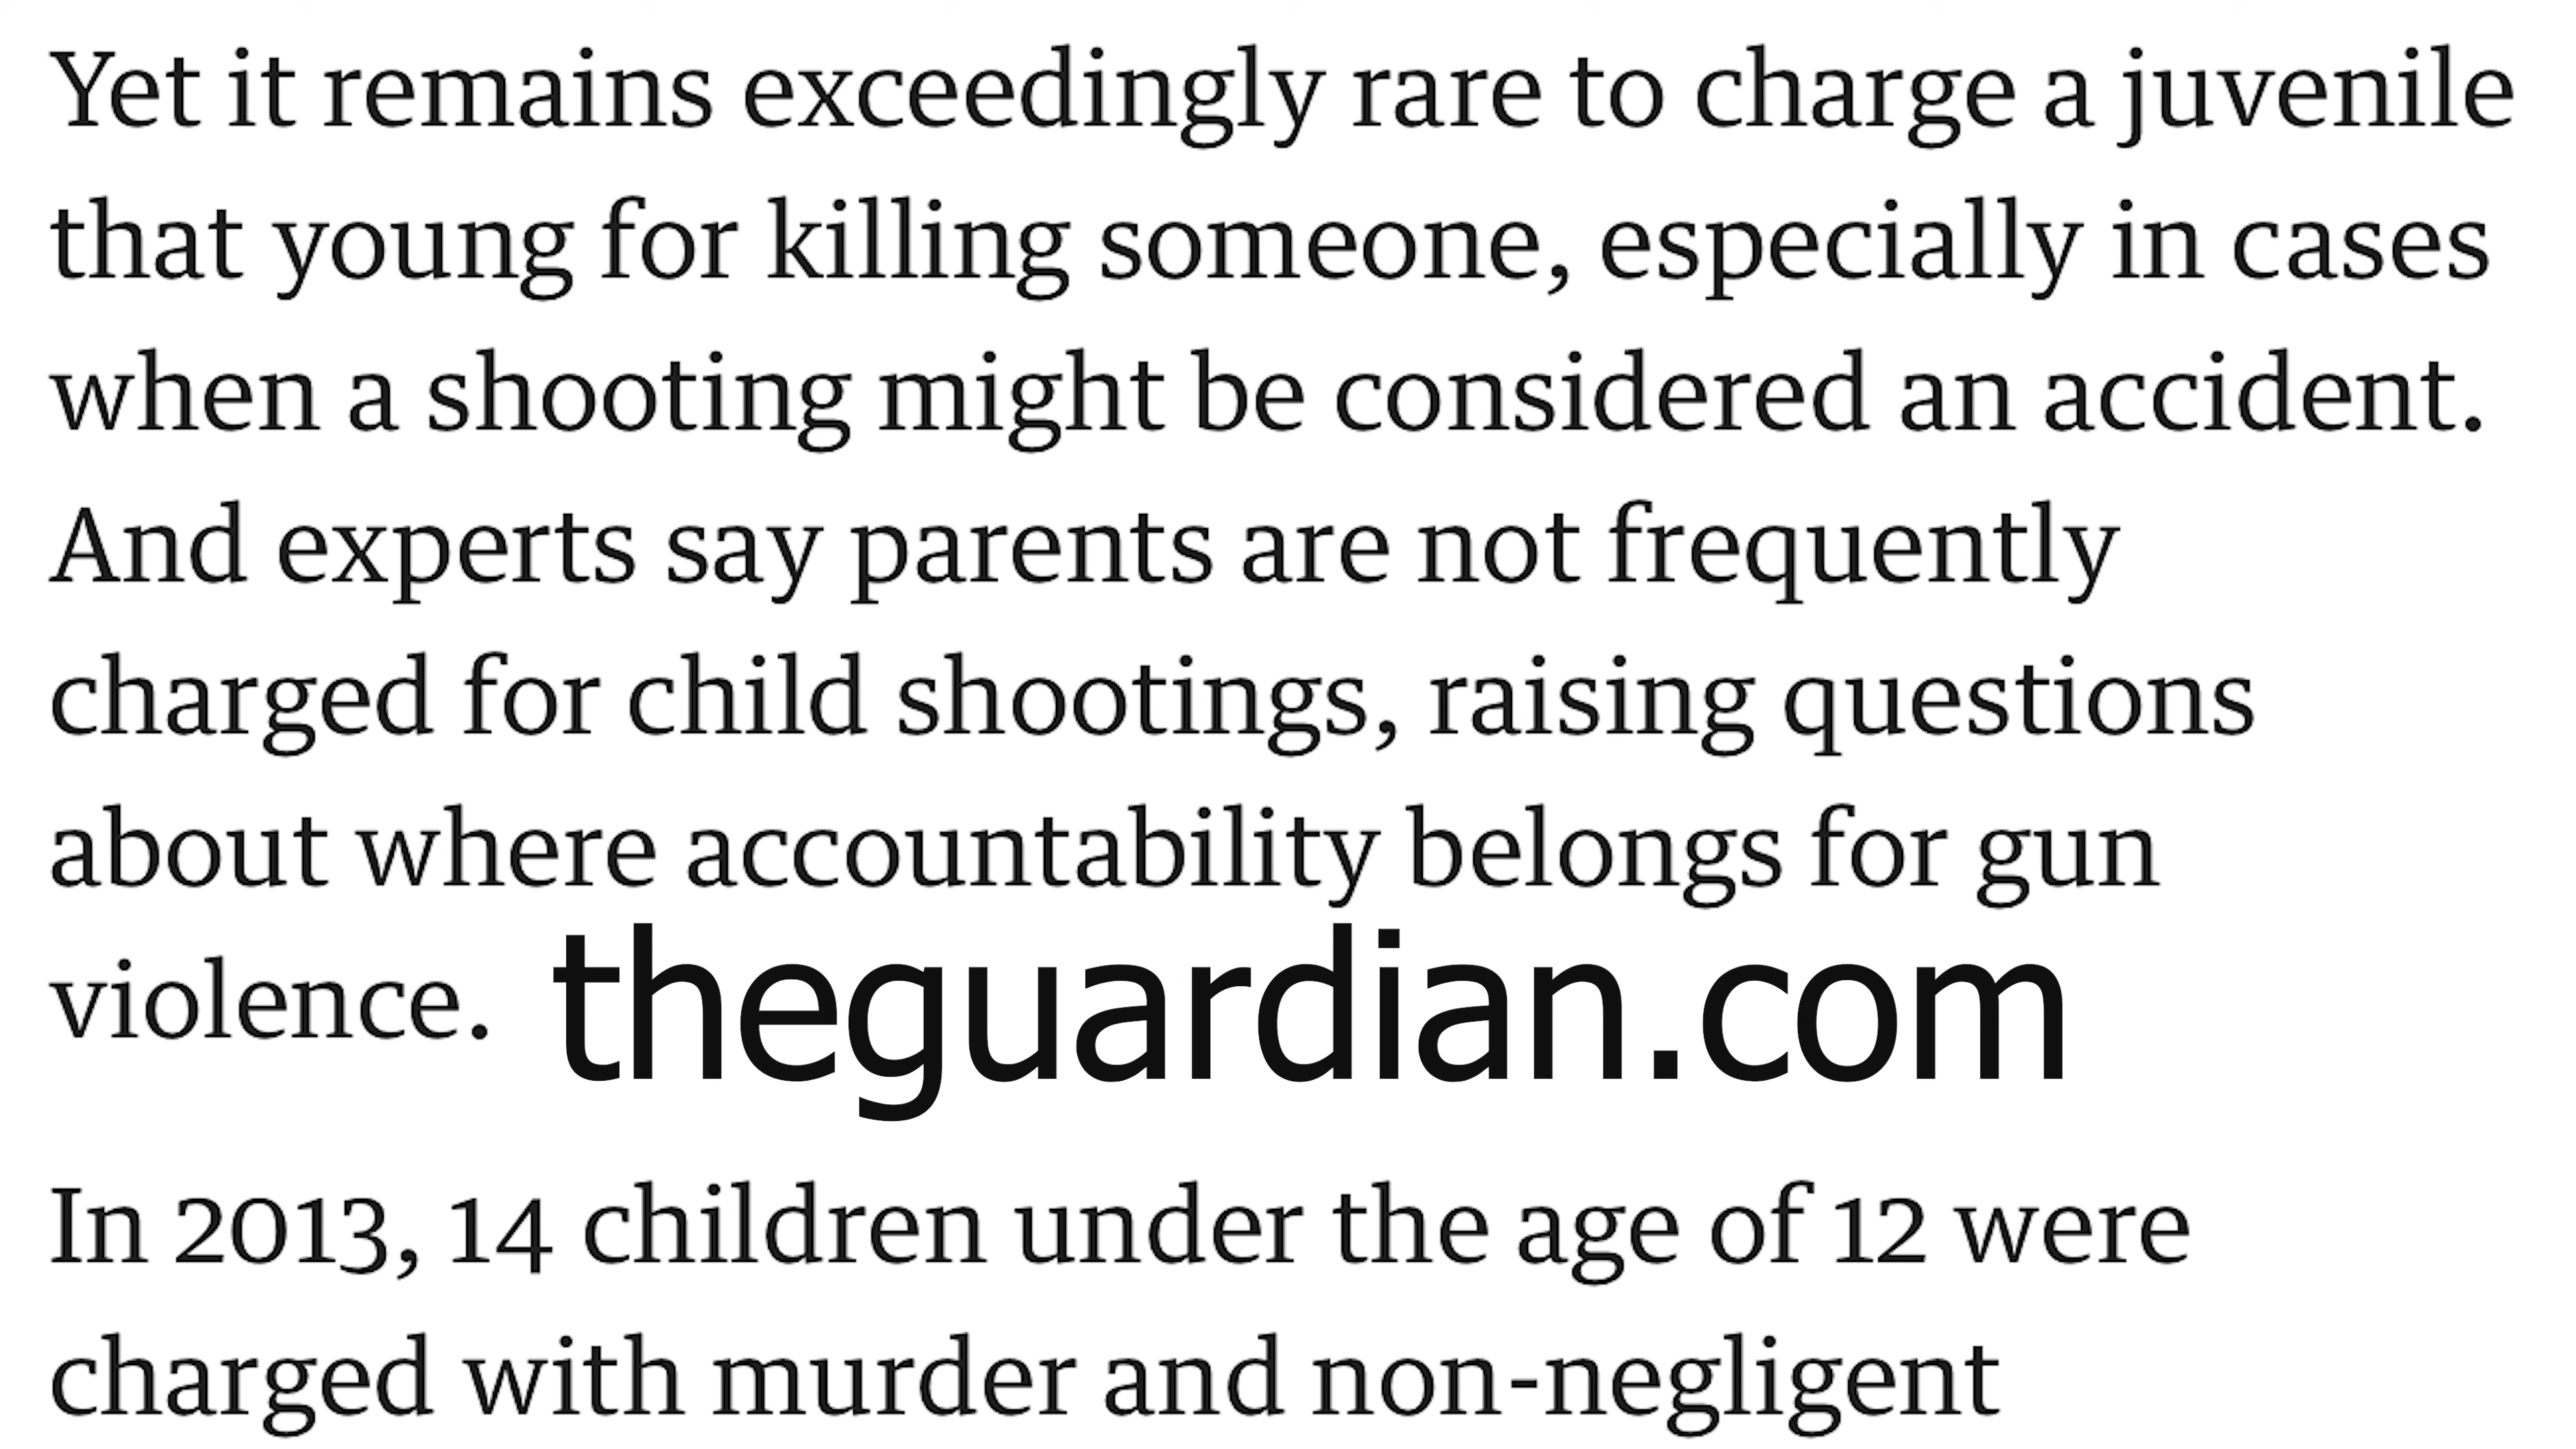 Yet it remains exceedingly rare to charge a juvenile
that young for killing someone, especially in cases
when a shooting might be considered an accident.
And experts say parents are not frequently
charged for child shootings, raising questions
about where accountability belongs for gun
violence. theguardian.com
In 2013, 14 children under the age of 12 were
charged with murder and non-negligent